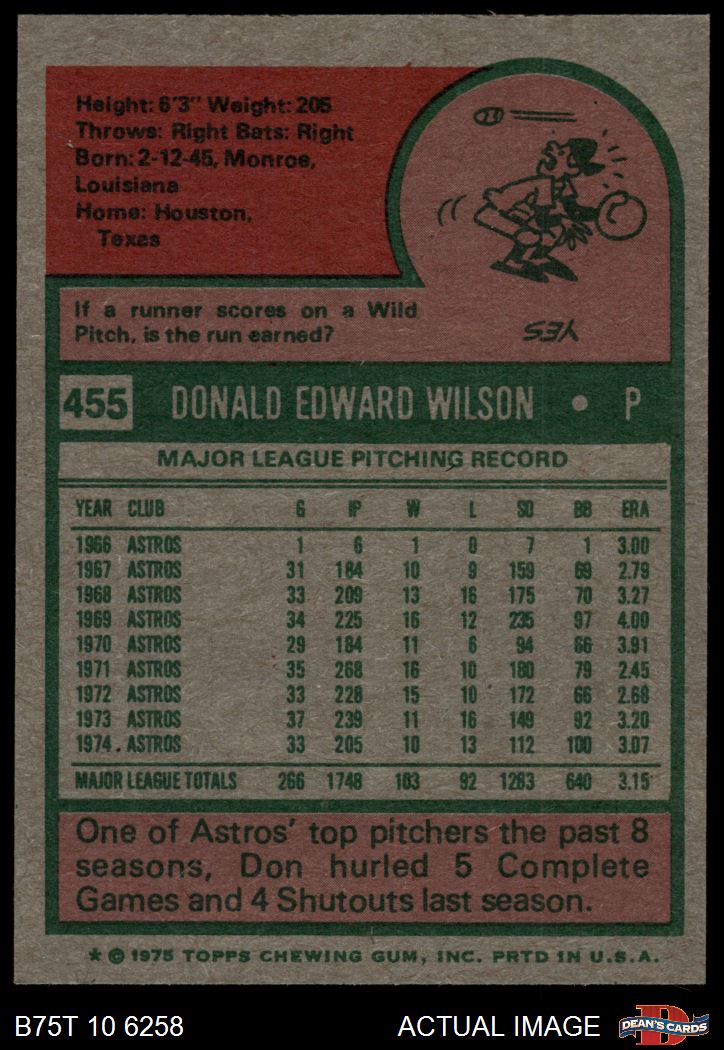 Height: 6'3" Weight: 205
Throws: Right Bats: Right
Born: 2-12-45, Monroe,
Louisiana
Home: Houston,
Texas
If a runner scores on a Wild
Pitch, is the run earned?
YES
455 DONALD EDWARD WILSON • P
MAJOR LEAGUE PITCHING RECORD
YEAR CLUB G IP W L SO BB ERA
1966 ASTROS 1 6 1 0 7 1 3.00
1967 ASTROS 31 184 10 9 159 69 2.79
1968 ASTROS 33 209 13 16 175 70 3.27
1969 ASTROS 34 225 16 12 235 97 4.00
1970 ASTROS 29 184 11 6 94 66 3.91
1971 ASTROS 35 268 16 10 180 79 2.45
1972 ASTROS 33 228 15 10 172 66 2.68
1973 ASTROS 37 239 11 16 149 92 3.20
1974 ASTROS 33 205 10 13 112 100 3.07
MAJOR LEAGUE TOTALS 266 1748 103 92 1283 640 3.15
One of Astros' top pitchers the past 8
seasons, Don hurled 5 Complete
Games and 4 Shutouts last season.
* © 1975 TOPPS CHEWING GUM, INC. PRTD IN U.S.A.
B75T 10 6258 ACTUAL IMAGE DEAN'S CARDS